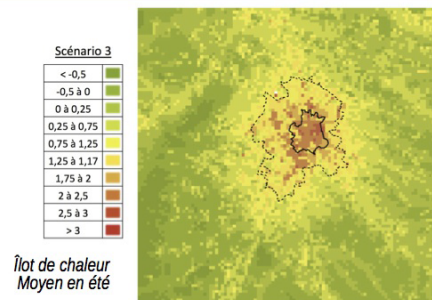 Scénario 3
< -0,5
-0,5 à 0
0 à 0,25
0,25 à 0,75
0,75 à 1,25
1,25 à 1,17
1,75 à 2
2 à 2,5
2,5 à 3
> 3
Îlot de chaleur
Moyen en été